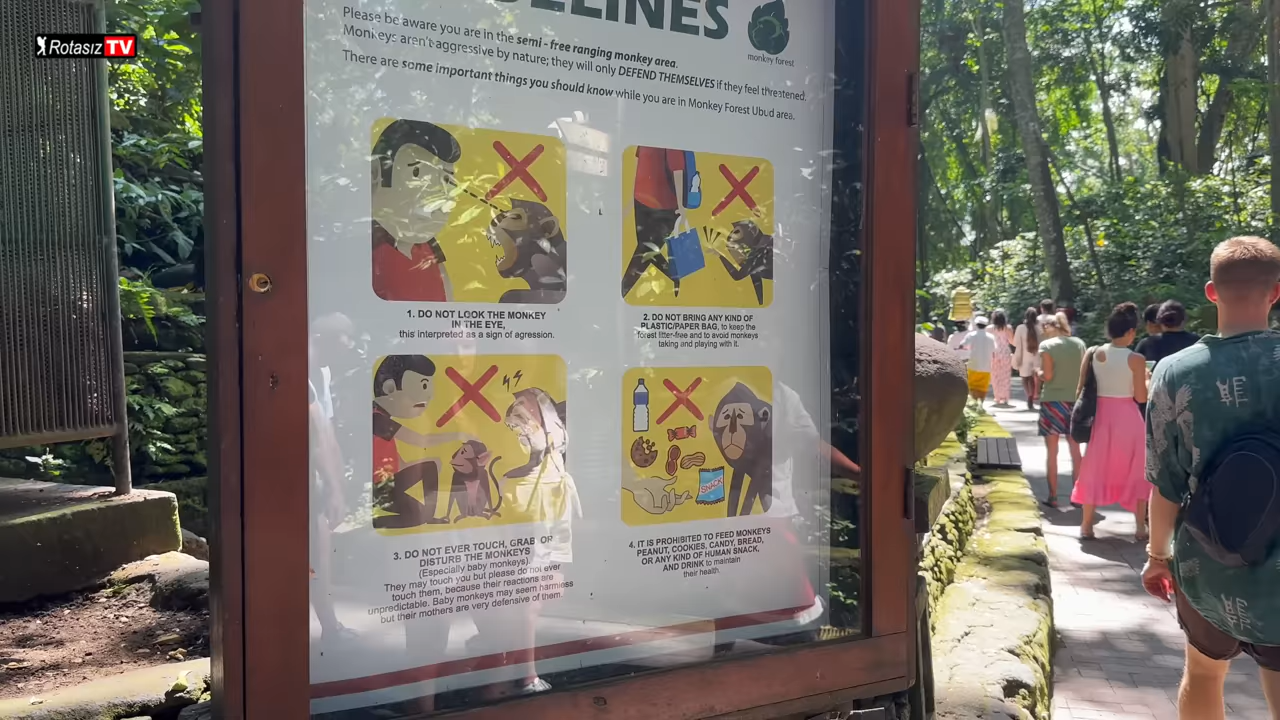 Rotasız TV
DELINES
Please be aware you are in the semi - free ranging monkey area.
Monkeys aren't aggressive by nature; they will only DEFEND THEMSELVES if they feel threatened.
There are some important things you should know while you are in Monkey Forest Ubud area.
monkey forest
1. DO NOT LOOK THE MONKEY
IN THE EYE,
this interpreted as a sign of agression.
2. DO NOT BRING ANY KIND OF
PLASTIC/PAPER BAG, to keep the
forest litter-free and to avoid monkeys
taking and playing with it.
SNACK
3. DO NOT EVER TOUCH, GRAB OR
DISTURB THE MONKEYS
(Especially baby monkeys).
They may touch you but please do not ever
touch them, because their reactions are
unpredictable. Baby monkeys may seem harmless
but their mothers are very defensive of them.
4. IT IS PROHIBITED TO FEED MONKEYS
PEANUT, COOKIES, CANDY, BREAD,
OR ANY KIND OF HUMAN SNACK,
AND DRINK to maintain
their health.